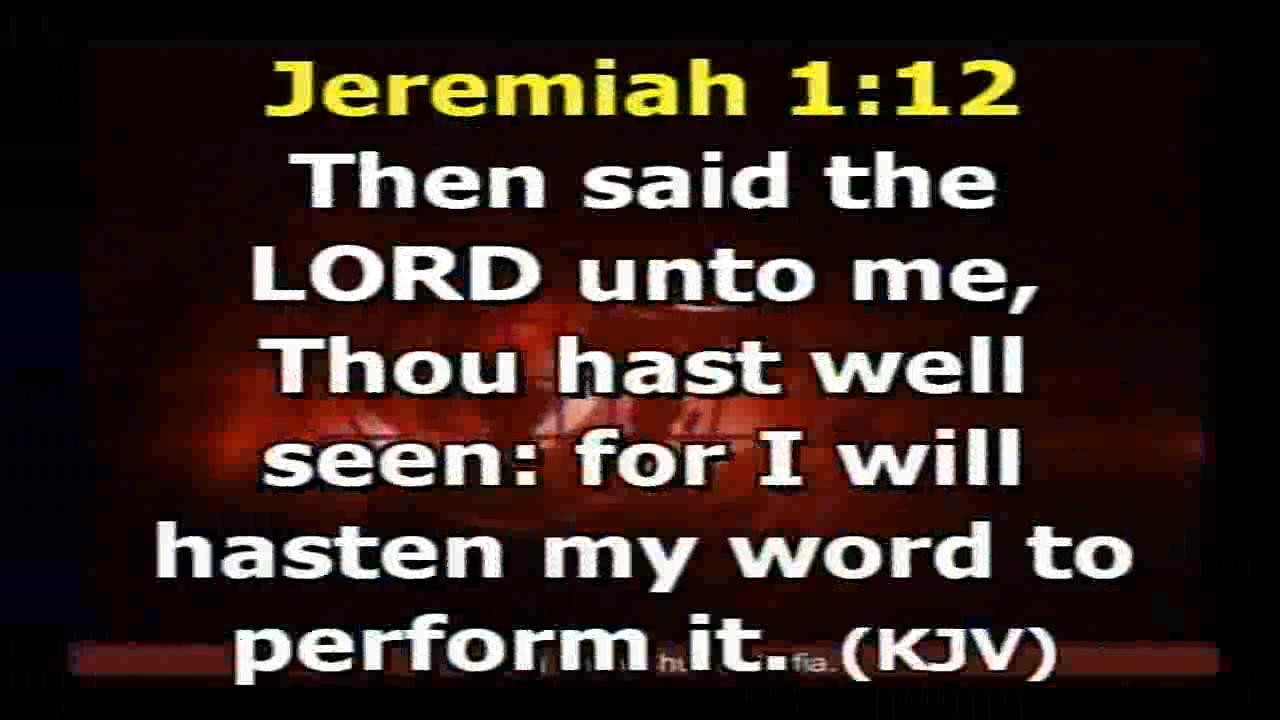 Jeremiah 1:12
Then said the
LORD unto me,
Thou hast well
seen: for I will
hasten my word to
perform it. (KJV)